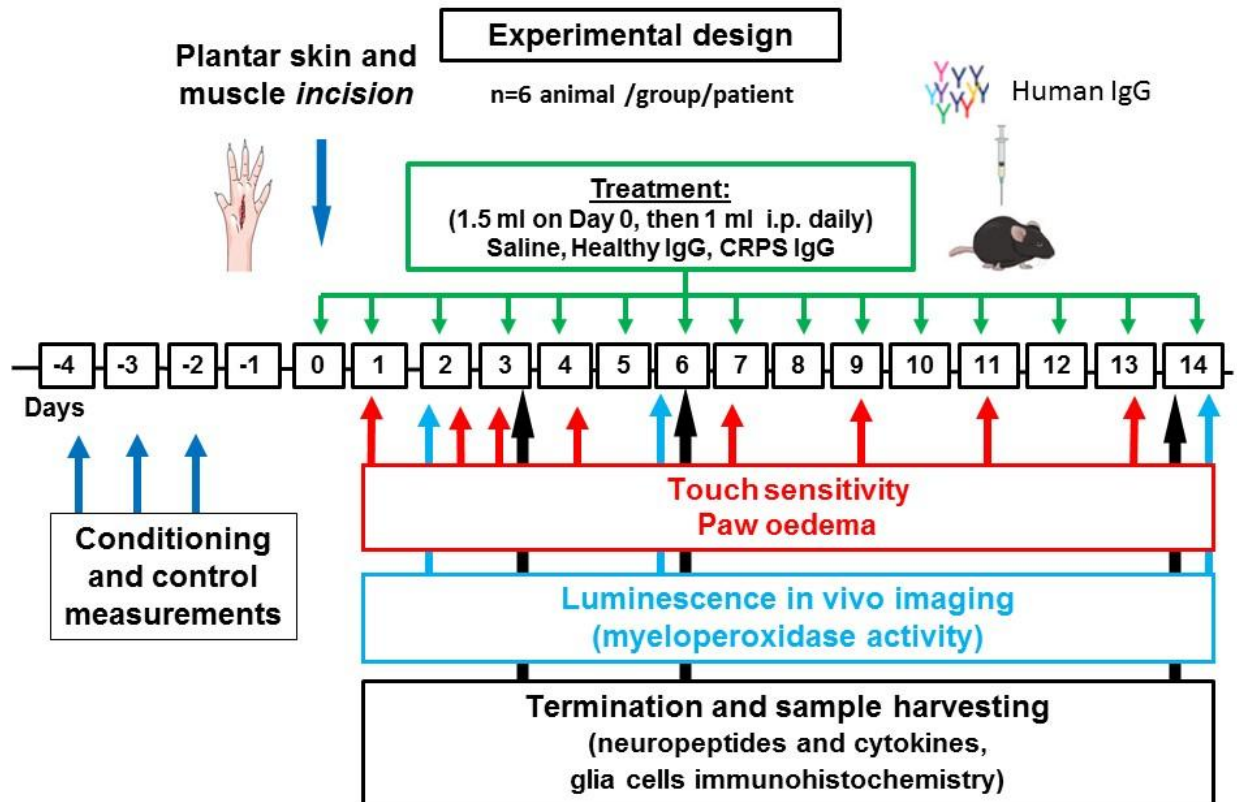 Experimental design
Plantar skin and
muscle incision
n=6 animal /group/patient
Human IgG
Treatment:
(1.5 ml on Day 0, then 1 ml i.p. daily)
Saline, Healthy IgG, CRPS IgG
-4 -3 -2 -1 0 1 2 3 4 5 6 7 8 9 10 11 12 13 14
Days
Conditioning
and control
measurements
Touch sensitivity
Paw oedema
Luminescence in vivo imaging
(myeloperoxidase activity)
Termination and sample harvesting
(neuropeptides and cytokines,
glia cells immunohistochemistry)